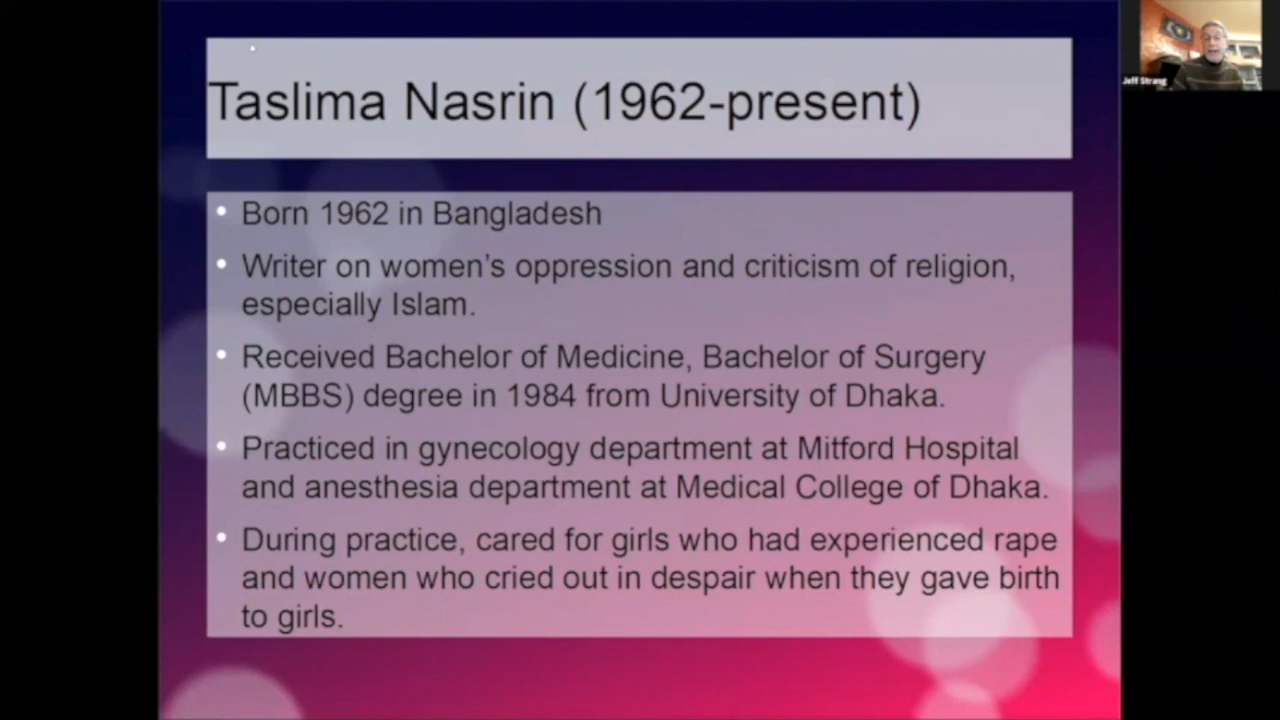 Taslima Nasrin (1962-present)
• Born 1962 in Bangladesh
• Writer on women's oppression and criticism of religion,
especially Islam.
• Received Bachelor of Medicine, Bachelor of Surgery
(MBBS) degree in 1984 from University of Dhaka.
• Practiced in gynecology department at Mitford Hospital
and anesthesia department at Medical College of Dhaka.
• During practice, cared for girls who had experienced rape
and women who cried out in despair when they gave birth
to girls.
Jeff Strang